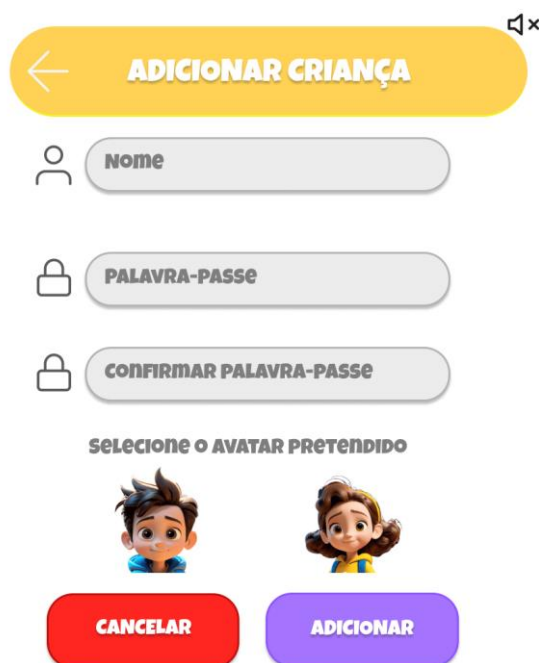 ADICIONAR CRIANÇA
Nome
PALAVRA-PASSE
CONFIRMAR PALAVRA-PASSE
SELECIONE O AVATAR PRETENDIDO
CANCELAR
ADICIONAR